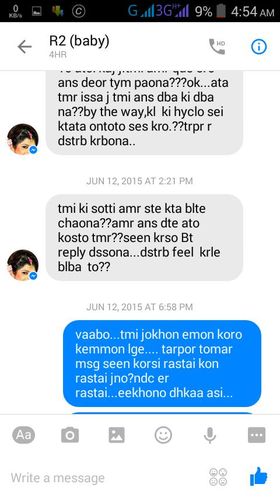 0
KB/s
G 3G H+ 9% 4:54 AM
R2 (baby)
4HR
HD
ans deor tym paona???ok...ata
tmr issa j tmi ans dba ki dba
na??by the way,kl ki hyclo sei
ktata ontoto ses kro.??trpr r
dstrb krbona..
JUN 12, 2015 AT 2:21 PM
tmi ki sotti amr ste kta blte
chaona??amr ans dte ato
kosto tmr??seen krso Bt
reply dssona...dstrb feel krle
blba to??
JUN 12, 2015 AT 6:58 PM
vaabo...tmi jokhon emon koro
kemmon lge.... tarpor tomar
msg seen korsi rastai kon
rastai jno?ndc er
rastai...eekhono dhkaa asi...
Aa
Write a message